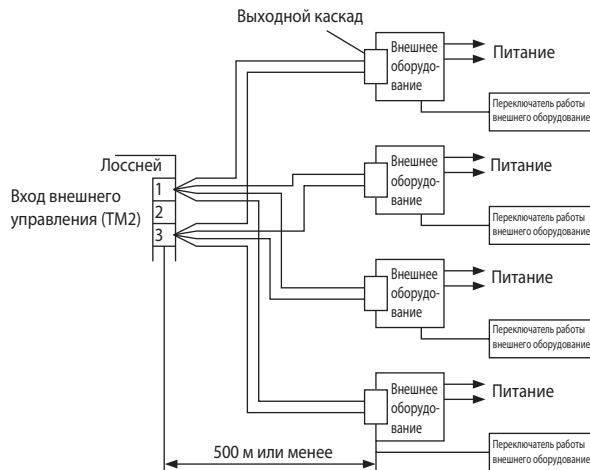 Выходной каскад
Внешнее
оборудо-
вание
Питание
Переключатель работы
внешнего оборудование
Лоссней
Вход внешнего
управления (TM2)
1
2
3
Внешнее
оборудо-
вание
Питание
Переключатель работы
внешнего оборудование
Внешнее
оборудо-
вание
Питание
Переключатель работы
внешнего оборудование
Внешнее
оборудо-
вание
Питание
Переключатель работы
внешнего оборудование
500 м или менее